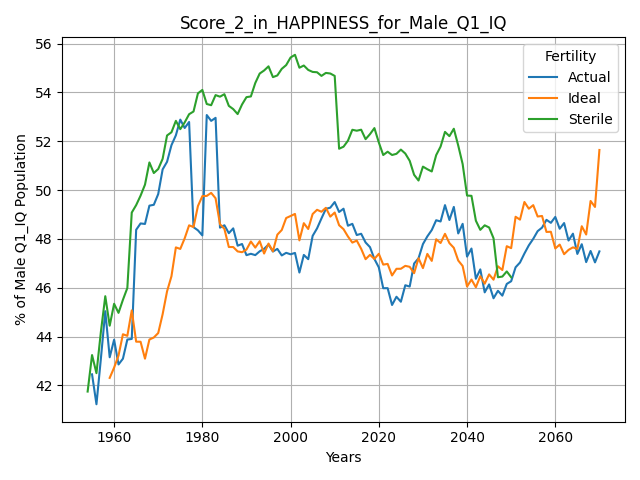 Score_2_in_HAPPINESS_for_Male_Q1_IQ
% of Male Q1_IQ Population
56
54
52
50
48
46
44
42
Fertility
Actual
Ideal
Sterile
1960 1980 2000 2020 2040 2060
Years